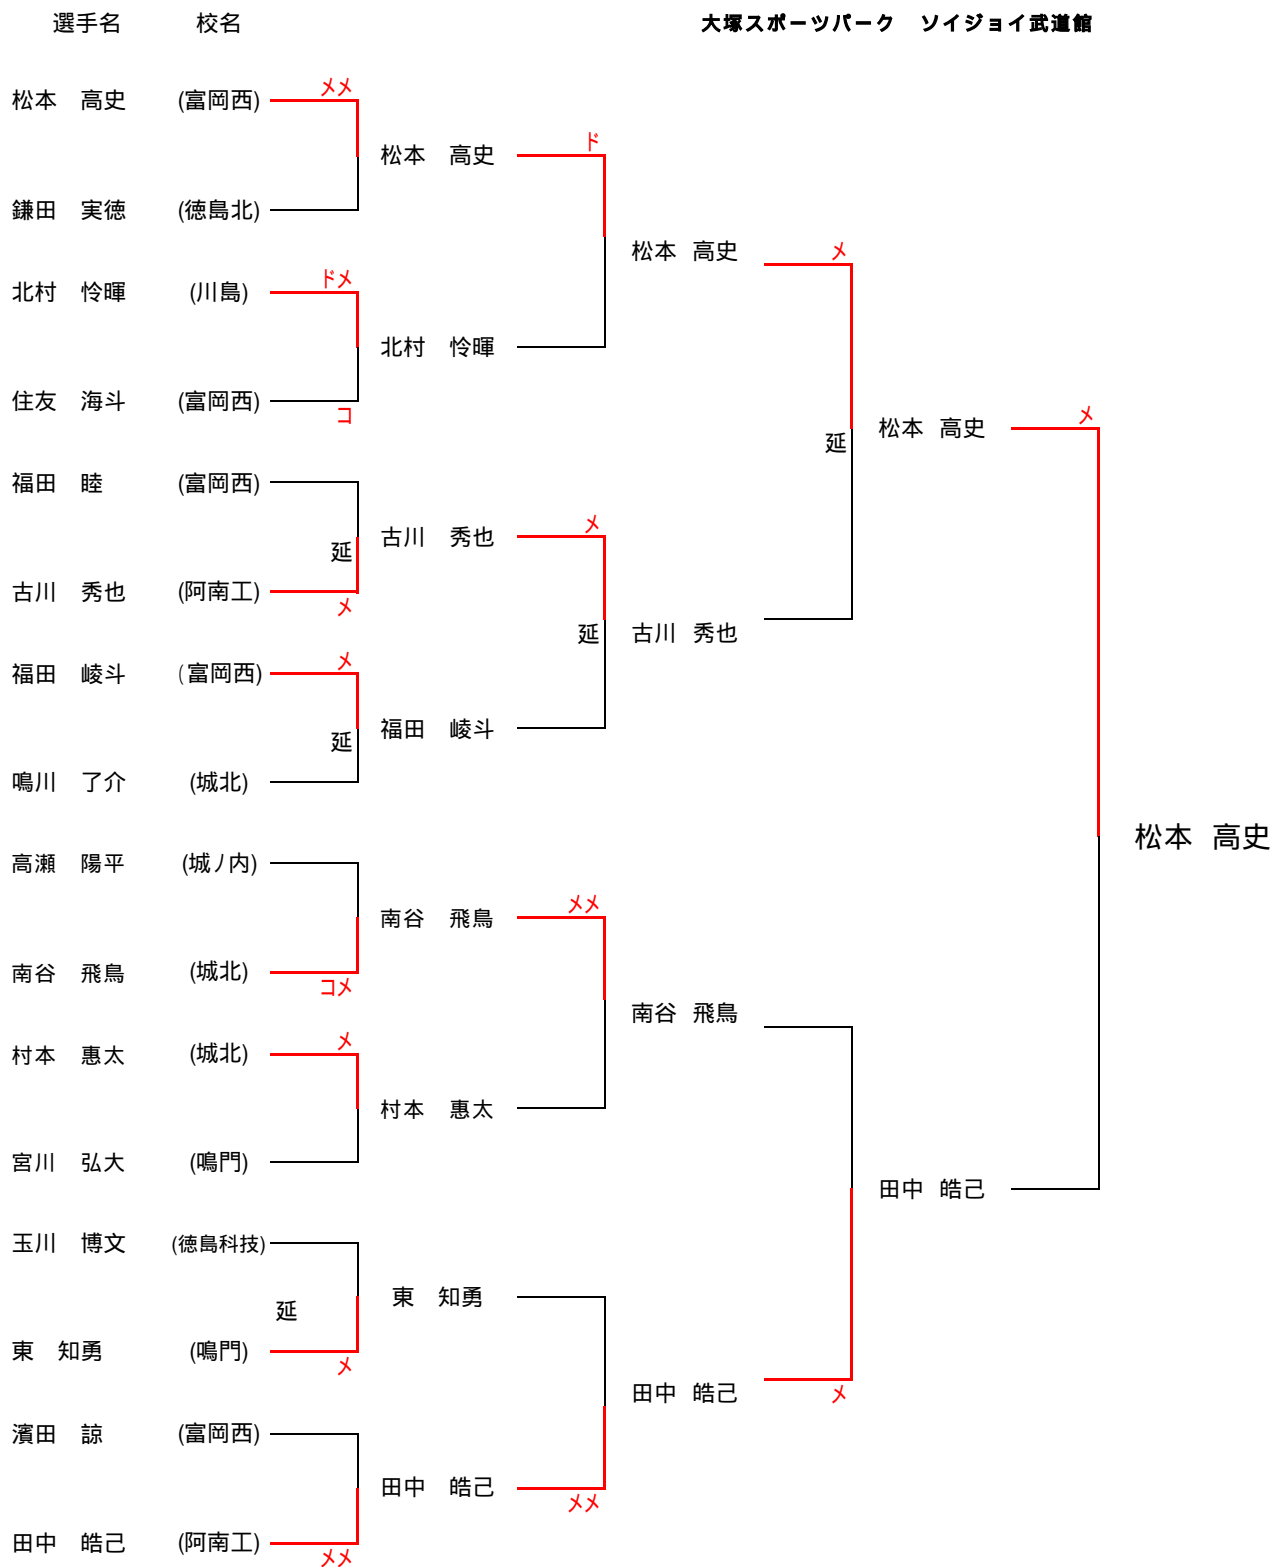 選手名　校名　大塚スポーツパーク　ソイジョイ武道館
メメ
松本　高史　(富岡西)
ド
松本　高史
鎌田　実徳　(徳島北)
メ
松本 高史
ドメ
北村　怜暉　(川島)
北村　怜暉
住友　海斗　(富岡西)
コ
メ
松本 高史
延
福田　睦　(富岡西)
メ
古川　秀也
延
古川　秀也　(阿南工)
メ
延
古川 秀也
メ
福田　崚斗　(富岡西)
福田　崚斗
延
鳴川　了介　(城北)
松本 高史
高瀬　陽平　(城ノ内)
メメ
南谷　飛鳥
南谷　飛鳥　(城北)
コメ
南谷 飛鳥
メ
村本　惠太　(城北)
村本　惠太
宮川　弘大　(鳴門)
田中 皓己
玉川　博文　(徳島科技)
東　知勇
延
東　知勇　(鳴門)
メ
田中 皓己
メ
濱田　諒　(富岡西)
田中　皓己
メメ
田中　皓己　(阿南工)
メメ